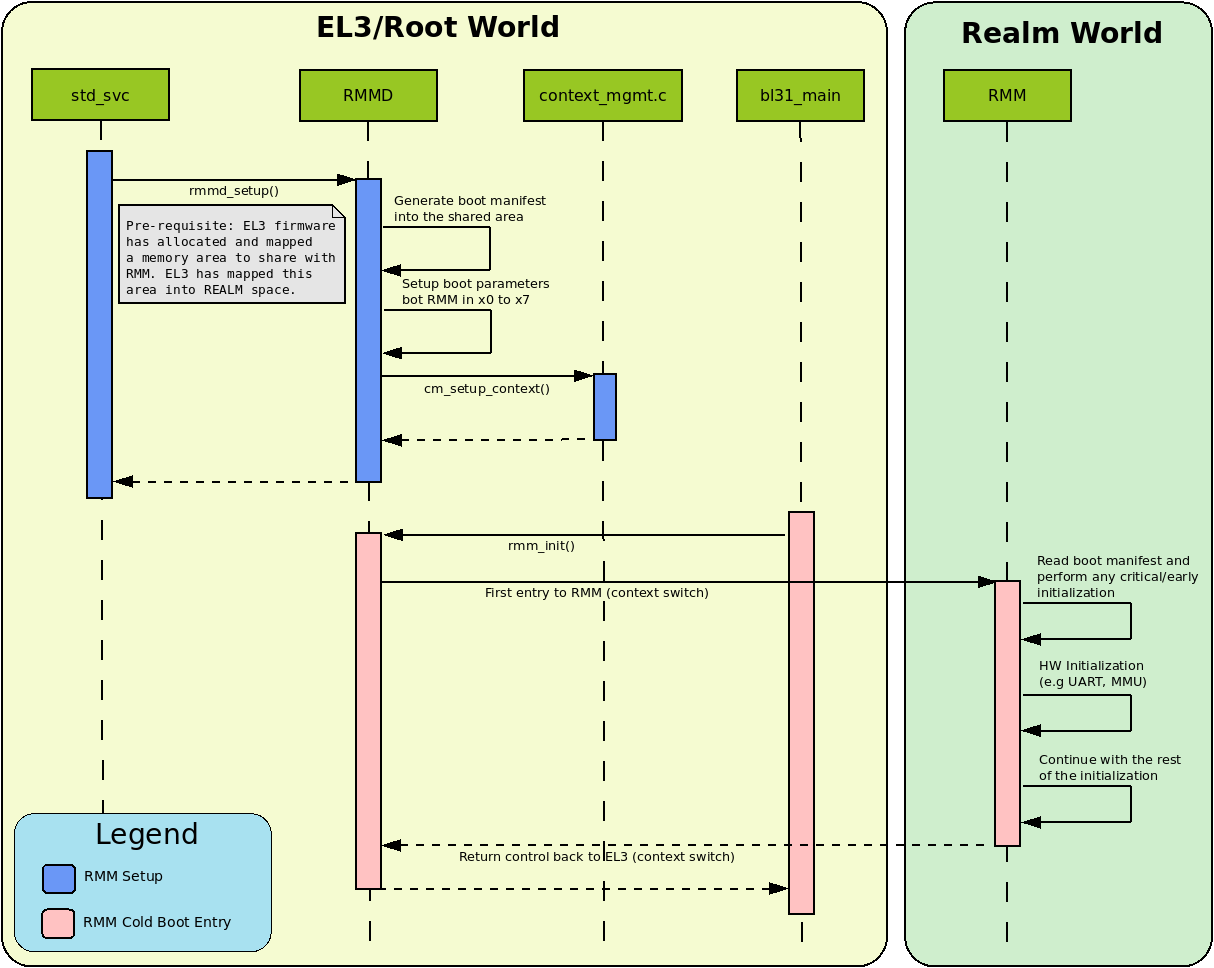 EL3/Root World
Realm World
std_svc
RMMD
context_mgmt.c
bl31_main
RMM
rmmd_setup()
Pre-requisite: EL3 firmware
has allocated and mapped
a memory area to share with
RMM. EL3 has mapped this
area into REALM space.
Generate boot manifest
into the shared area
Setup boot parameters
bot RMM in x0 to x7
cm_setup_context()
rmm_init()
First entry to RMM (context switch)
Read boot manifest and
perform any critical/early
initialization
HW Initialization
(e.g UART, MMU)
Continue with the rest
of the initialization
Return control back to EL3 (context switch)
Legend
RMM Setup
RMM Cold Boot Entry